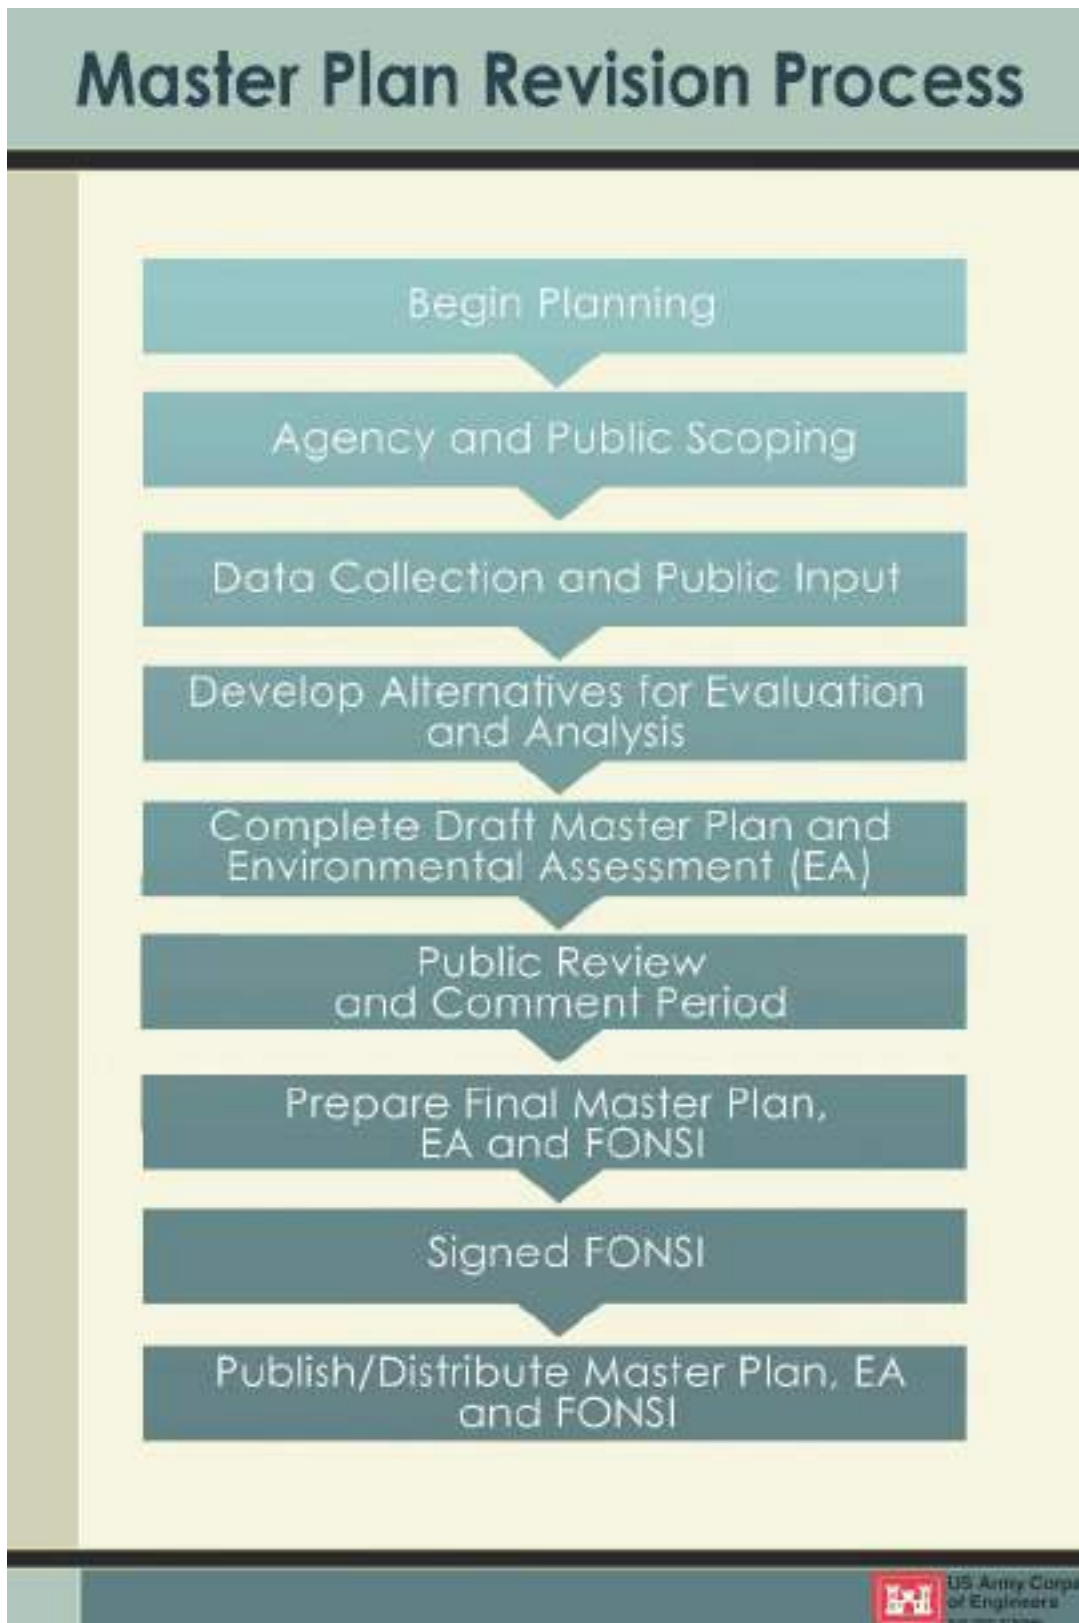 Master Plan Revision Process
Begin Planning
Agency and Public Scoping
Data Collection and Public Input
Develop Alternatives for Evaluation
and Analysis
Complete Draft Master Plan and
Environmental Assessment (EA)
Public Review
and Comment Period
Prepare Final Master Plan,
EA and FONSI
Signed FONSI
Publish/Distribute Master Plan, EA
and FONSI
US Army Corps
of Engineers